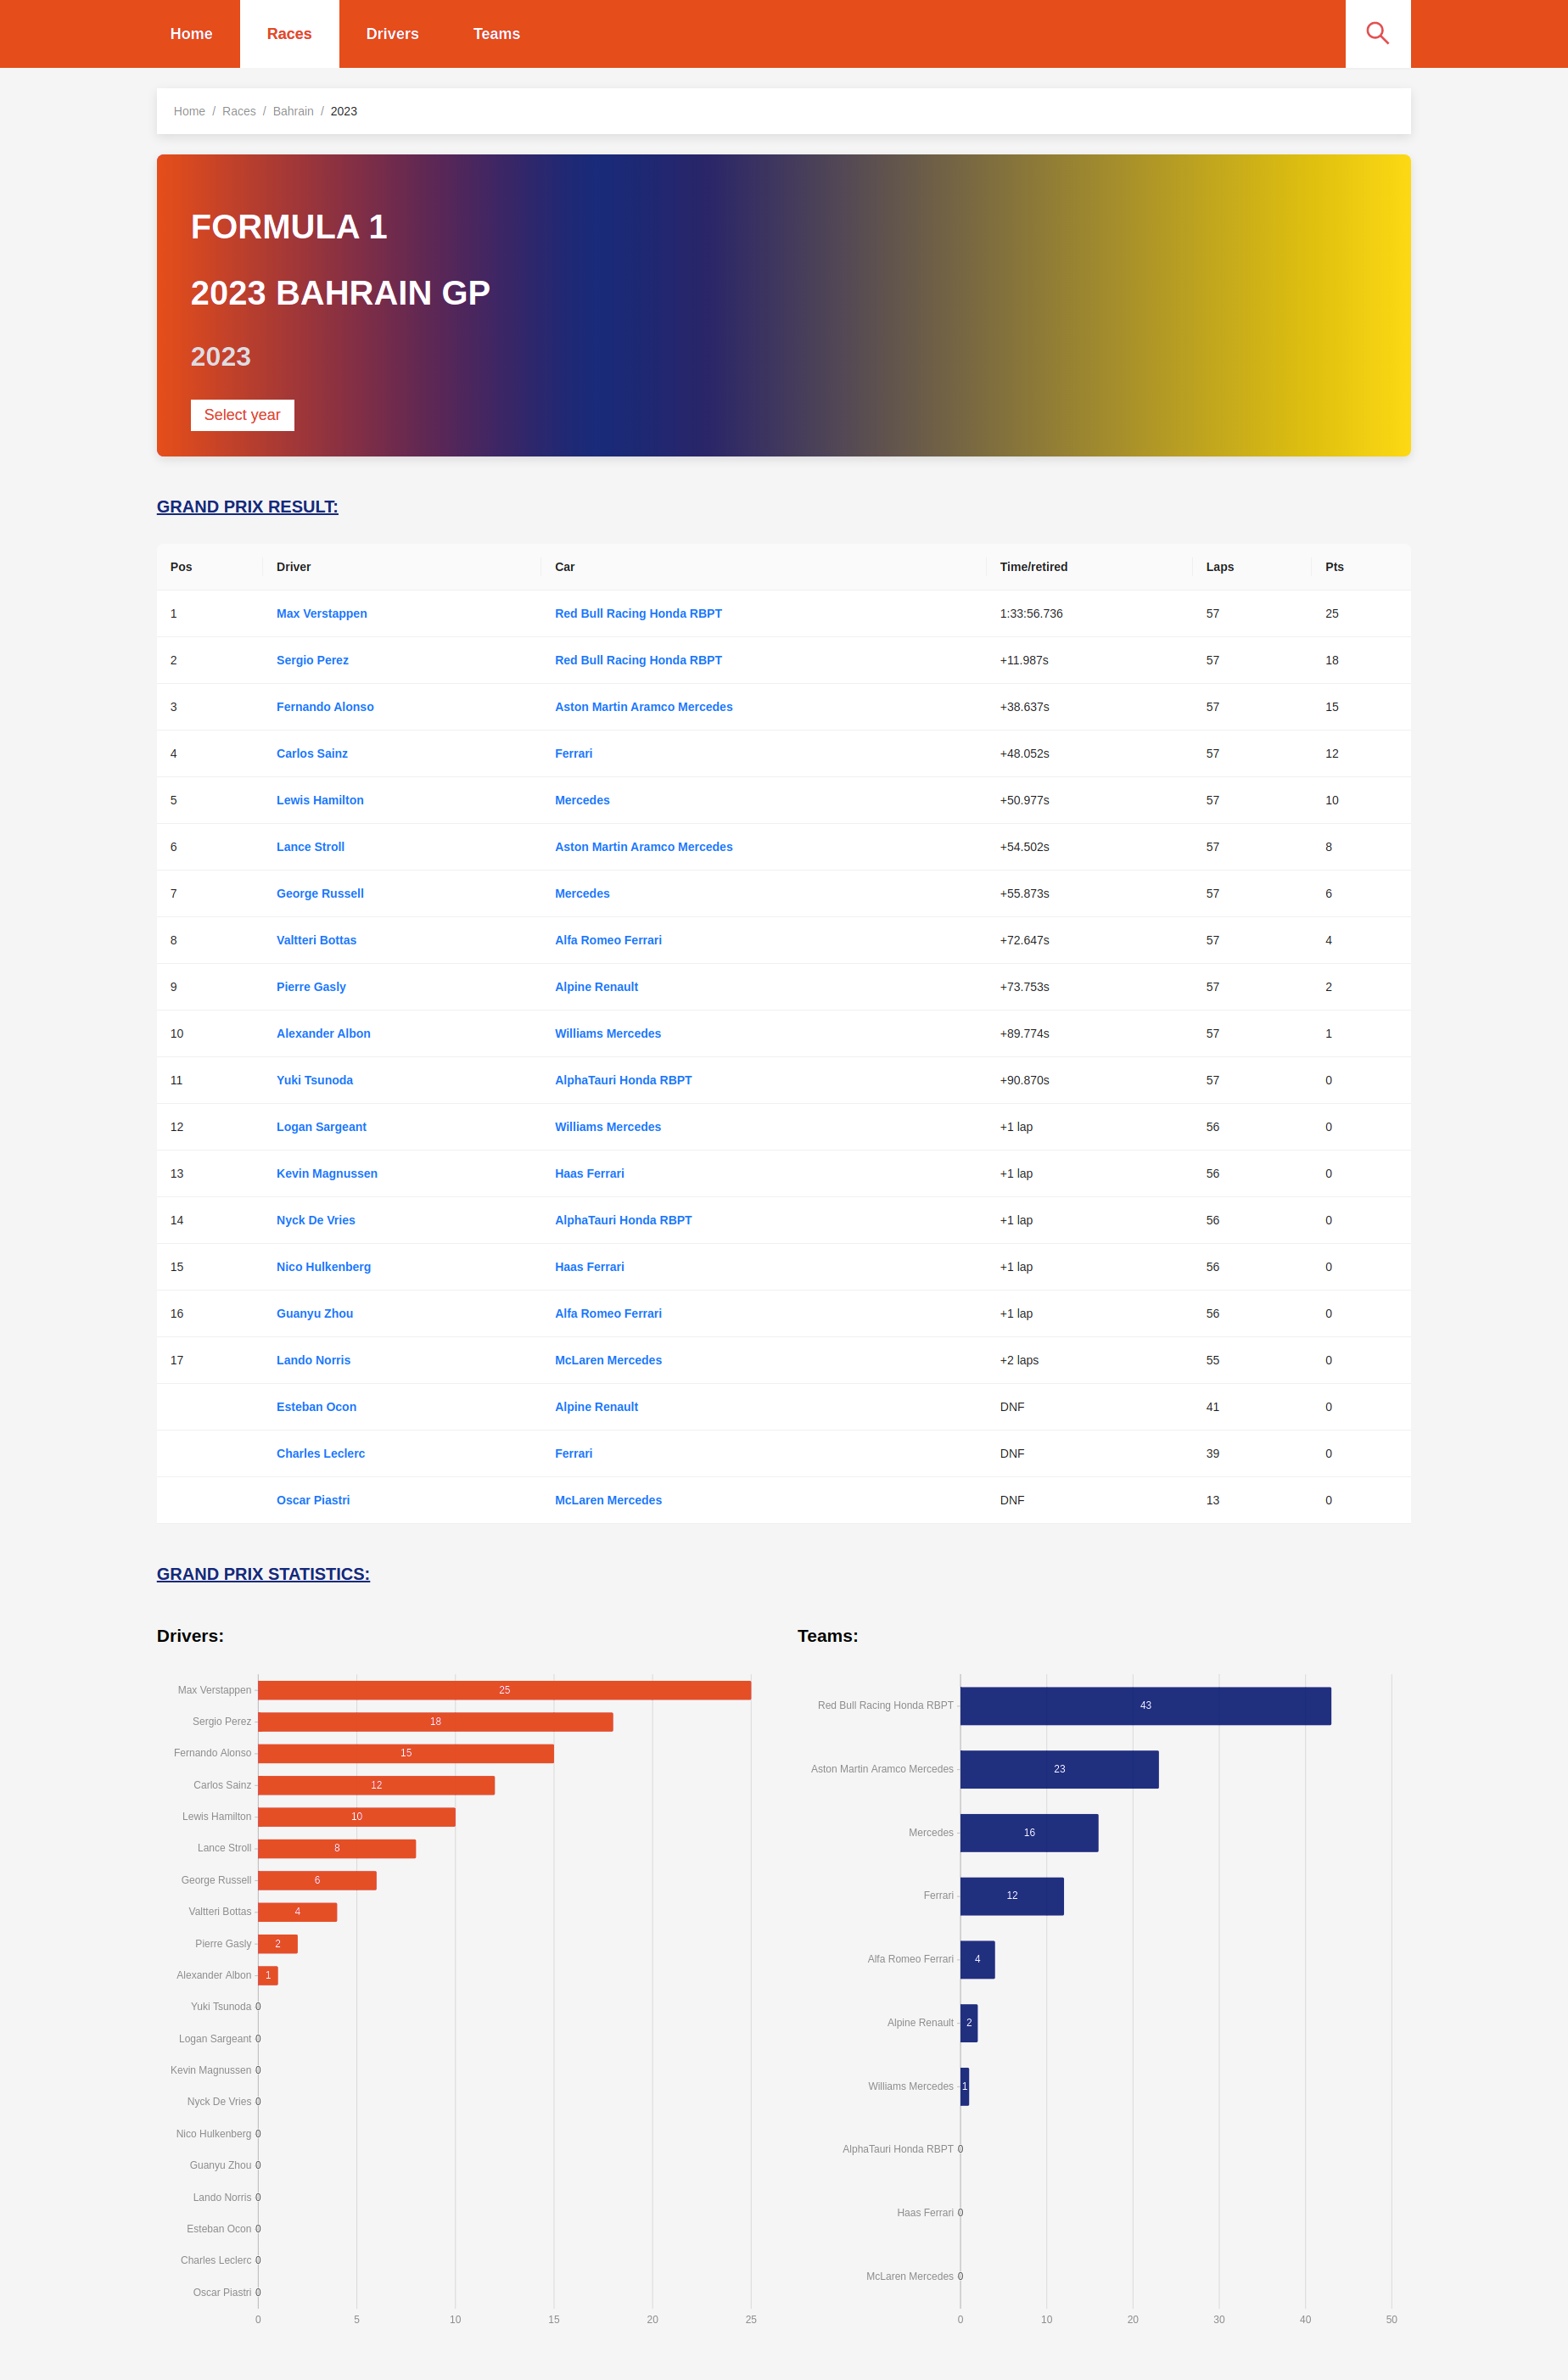 Home Races Drivers Teams
Home / Races / Bahrain / 2023
FORMULA 1
2023 BAHRAIN GP
2023
Select year
GRAND PRIX RESULT:
Pos Driver Car Time/retired Laps Pts
1 Max Verstappen Red Bull Racing Honda RBPT 1:33:56.736 57 25
2 Sergio Perez Red Bull Racing Honda RBPT +11.987s 57 18
3 Fernando Alonso Aston Martin Aramco Mercedes +38.637s 57 15
4 Carlos Sainz Ferrari +48.052s 57 12
5 Lewis Hamilton Mercedes +50.977s 57 10
6 Lance Stroll Aston Martin Aramco Mercedes +54.502s 57 8
7 George Russell Mercedes +55.873s 57 6
8 Valtteri Bottas Alfa Romeo Ferrari +72.647s 57 4
9 Pierre Gasly Alpine Renault +73.753s 57 2
10 Alexander Albon Williams Mercedes +89.774s 57 1
11 Yuki Tsunoda AlphaTauri Honda RBPT +90.870s 57 0
12 Logan Sargeant Williams Mercedes +1 lap 56 0
13 Kevin Magnussen Haas Ferrari +1 lap 56 0
14 Nyck De Vries AlphaTauri Honda RBPT +1 lap 56 0
15 Nico Hulkenberg Haas Ferrari +1 lap 56 0
16 Guanyu Zhou Alfa Romeo Ferrari +1 lap 56 0
17 Lando Norris McLaren Mercedes +2 laps 55 0
Esteban Ocon Alpine Renault DNF 41 0
Charles Leclerc Ferrari DNF 39 0
Oscar Piastri McLaren Mercedes DNF 13 0
GRAND PRIX STATISTICS:
Drivers:
Max Verstappen 25
Sergio Perez 18
Fernando Alonso 15
Carlos Sainz 12
Lewis Hamilton 10
Lance Stroll 8
George Russell 6
Valtteri Bottas 4
Pierre Gasly 2
Alexander Albon 1
Yuki Tsunoda 0
Logan Sargeant 0
Kevin Magnussen 0
Nyck De Vries 0
Nico Hulkenberg 0
Guanyu Zhou 0
Lando Norris 0
Esteban Ocon 0
Charles Leclerc 0
Oscar Piastri 0
0 5 10 15 20 25
Teams:
Red Bull Racing Honda RBPT 43
Aston Martin Aramco Mercedes 23
Mercedes 16
Ferrari 12
Alfa Romeo Ferrari 4
Alpine Renault 2
Williams Mercedes 1
AlphaTauri Honda RBPT 0
Haas Ferrari 0
McLaren Mercedes 0
0 10 20 30 40 50